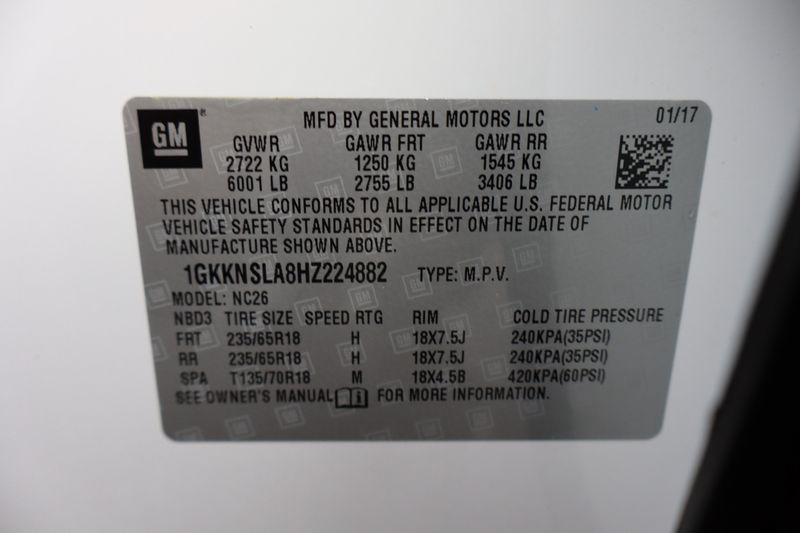 GM
MFD BY GENERAL MOTORS LLC 01/17
GVWR GAWR FRT GAWR RR
2722 KG 1250 KG 1545 KG
6001 LB 2755 LB 3406 LB
THIS VEHICLE CONFORMS TO ALL APPLICABLE U.S. FEDERAL MOTOR
VEHICLE SAFETY STANDARDS IN EFFECT ON THE DATE OF
MANUFACTURE SHOWN ABOVE.
1GKKNSLA8HZ224882 TYPE: M.P.V.
MODEL: NC26
NBD3 TIRE SIZE SPEED RTG RIM COLD TIRE PRESSURE
FRT 235/65R18 H 18X7.5J 240KPA(35PSI)
RR 235/65R18 H 18X7.5J 240KPA(35PSI)
SPA T135/70R18 M 18X4.5B 420KPA(60PSI)
SEE OWNER'S MANUAL FOR MORE INFORMATION.